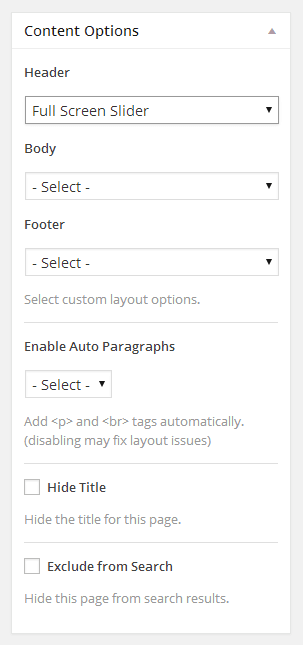 Content Options
Header
Full Screen Slider
Body
- Select -
Footer
- Select -
Select custom layout options.
Enable Auto Paragraphs
- Select -
Add <p> and <br> tags automatically.
(disabling may fix layout issues)
Hide Title
Hide the title for this page.
Exclude from Search
Hide this page from search results.